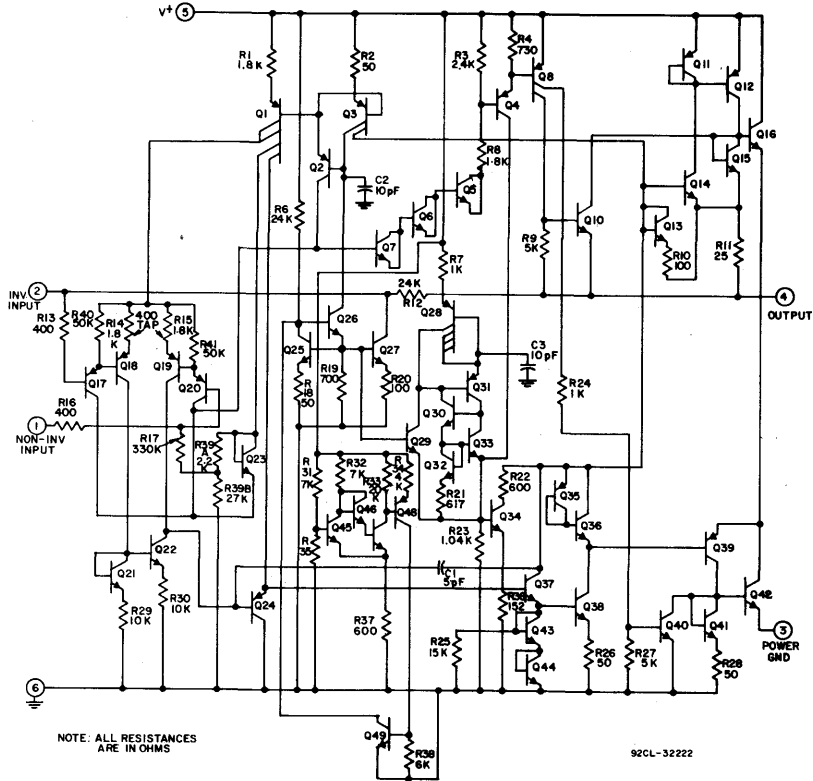 V+ 5
R1
1.8K
R2
50
R3
2.4K
R4
730
Q8
Q11
Q12
Q1
Q3
Q4
Q16
Q2
C2
10pF
R8
1.8K
Q15
Q5
Q14
R6
24K
Q6
Q10
Q13
Q7
R9
5K
R10
100
R11
25
R7
1K
2
INV.
INPUT
24K
R12
4
OUTPUT
R13
400
R40
50K
R14
1.8
K
400
TAP
R15
1.8K
R41
50K
Q26
Q28
Q25
Q27
C3
10pF
Q17
Q18
Q19
Q20
R19
700
R
18
50
R20
100
Q31
R24
1K
R16
400
Q30
1
NON-INV
INPUT
R17
330K
R39
A
2.2
K
Q23
Q29
Q33
Q32
R39B
27K
R
31
7K
R32
7K
R33
20
K
R
34
4
K
R21
617
R22
600
Q35
Q45
Q46
Q48
R23
1.04K
Q34
Q36
R
35
Q39
Q21
Q22
C1
5pF
Q24
Q37
Q42
R29
10K
R30
10K
R37
600
152
Q38
Q40
Q41
R25
15K
Q43
3
POWER
GND
Q44
R26
50
R27
5K
R28
50
6
Q49
R38
6K
NOTE: ALL RESISTANCES
ARE IN OHMS
92CL-32222